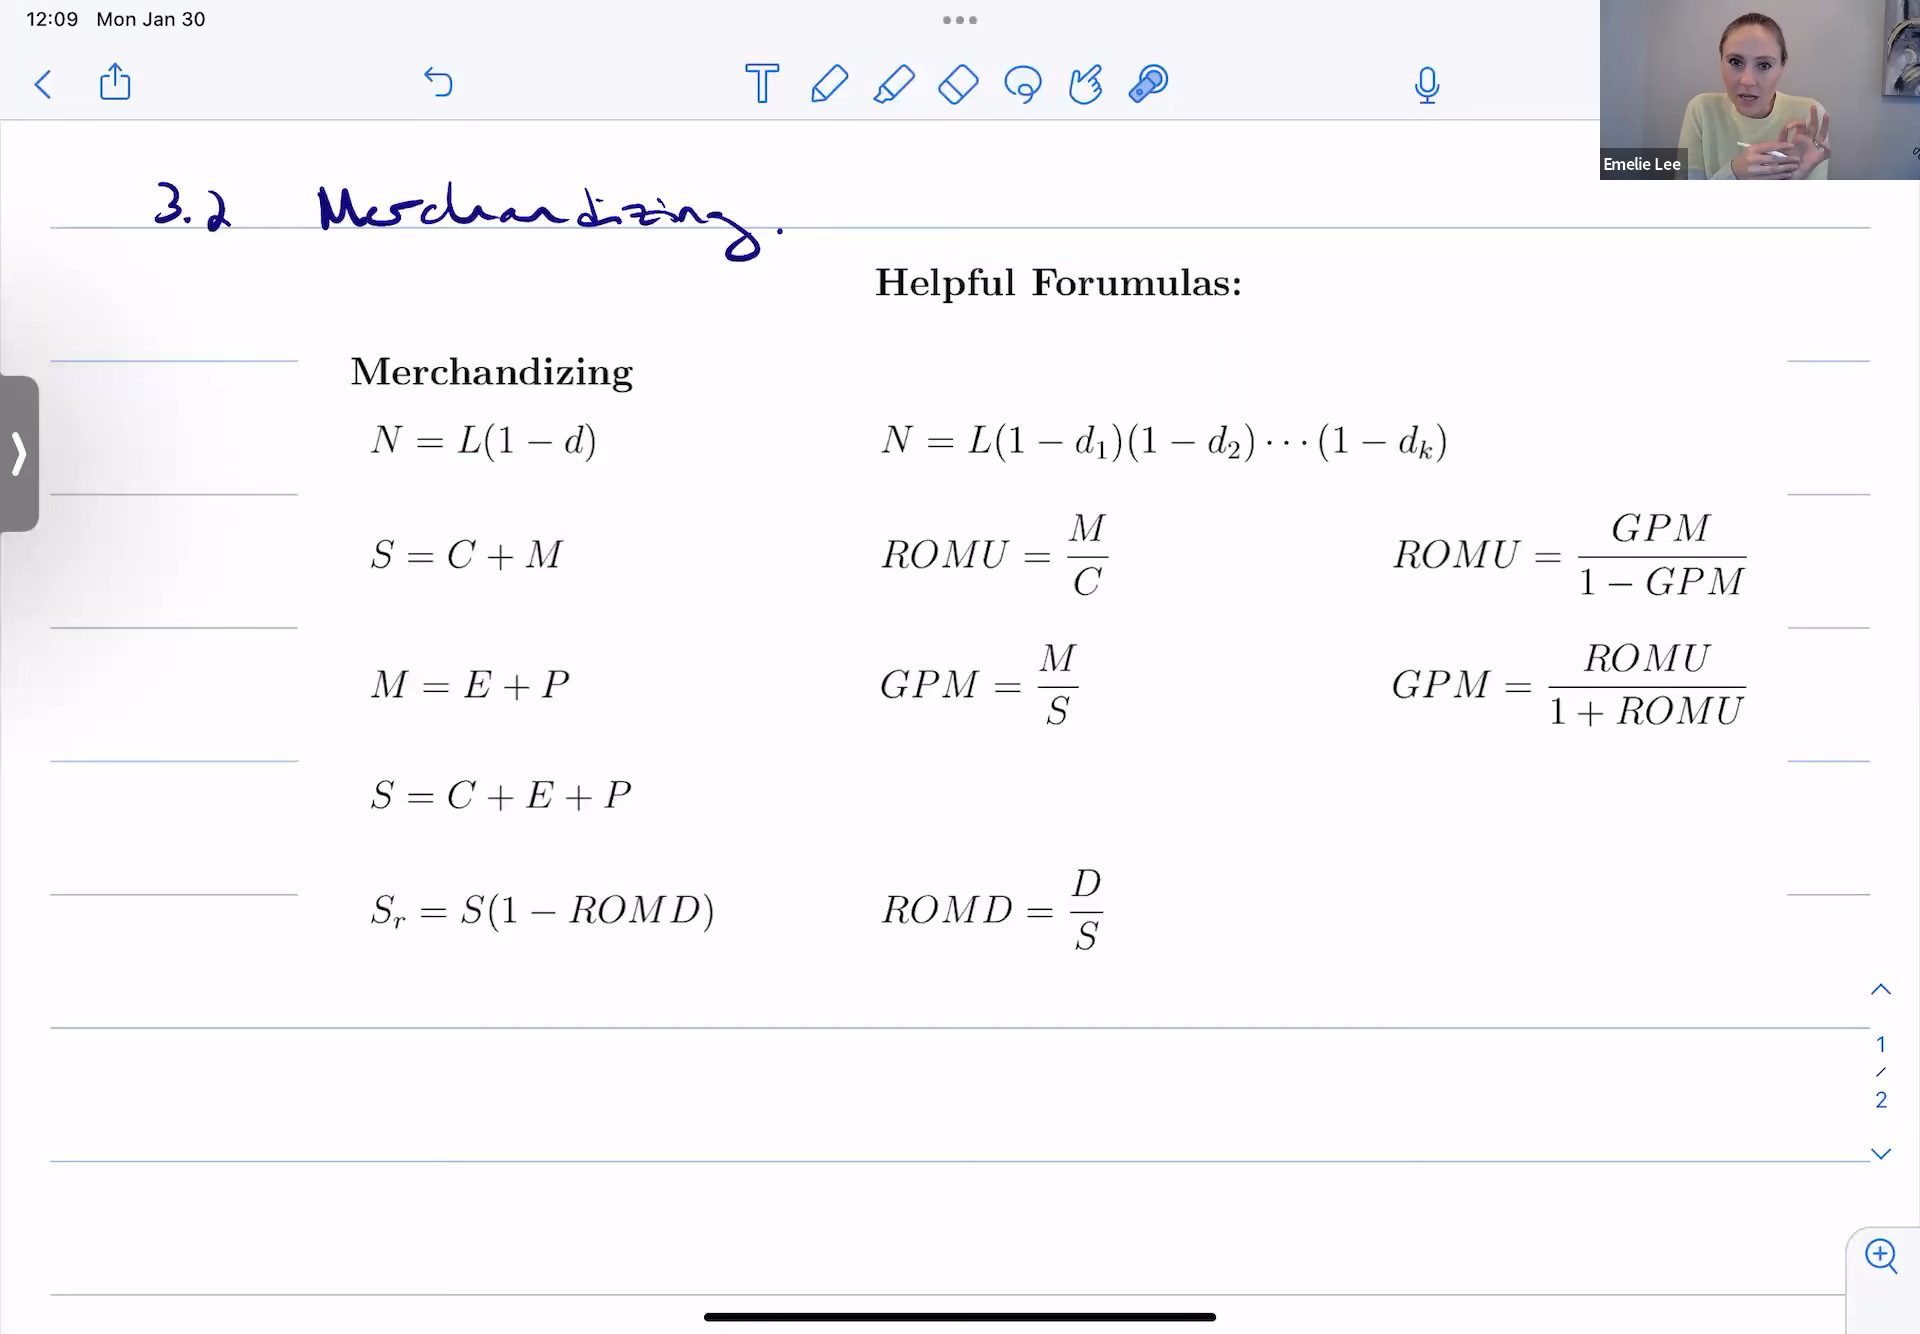 12:09 Mon Jan 30
Emelie Lee
3.2 Merchandizing.
Helpful Forumulas:
Merchandizing
N = L(1 − d) N = L(1 − d₁)(1 − d₂) ⋯ (1 − dₖ)
S = C + M ROMU = M/C ROMU = GPM/(1 − GPM)
M = E + P GPM = M/S GPM = ROMU/(1 + ROMU)
S = C + E + P
Sᵣ = S(1 − ROMD) ROMD = D/S
1
/
2